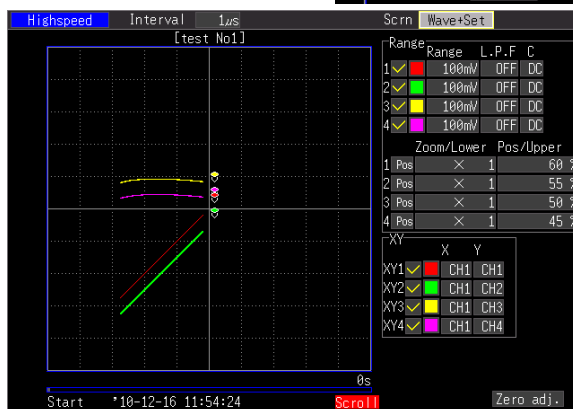 Highspeed Interval 1μs Scrn Wave+Set
[test No1]
Range
Range L.P.F C
1 100mV OFF DC
2 100mV OFF DC
3 100mV OFF DC
4 100mV OFF DC
Zoom/Lower Pos/Upper
1 Pos × 1 60 %
2 Pos × 1 55 %
3 Pos × 1 50 %
4 Pos × 1 45 %
XY
X Y
XY1 CH1 CH1
XY2 CH1 CH2
XY3 CH1 CH3
XY4 CH1 CH4
0s
Start '10-12-16 11:54:24 Scroll Zero adj.